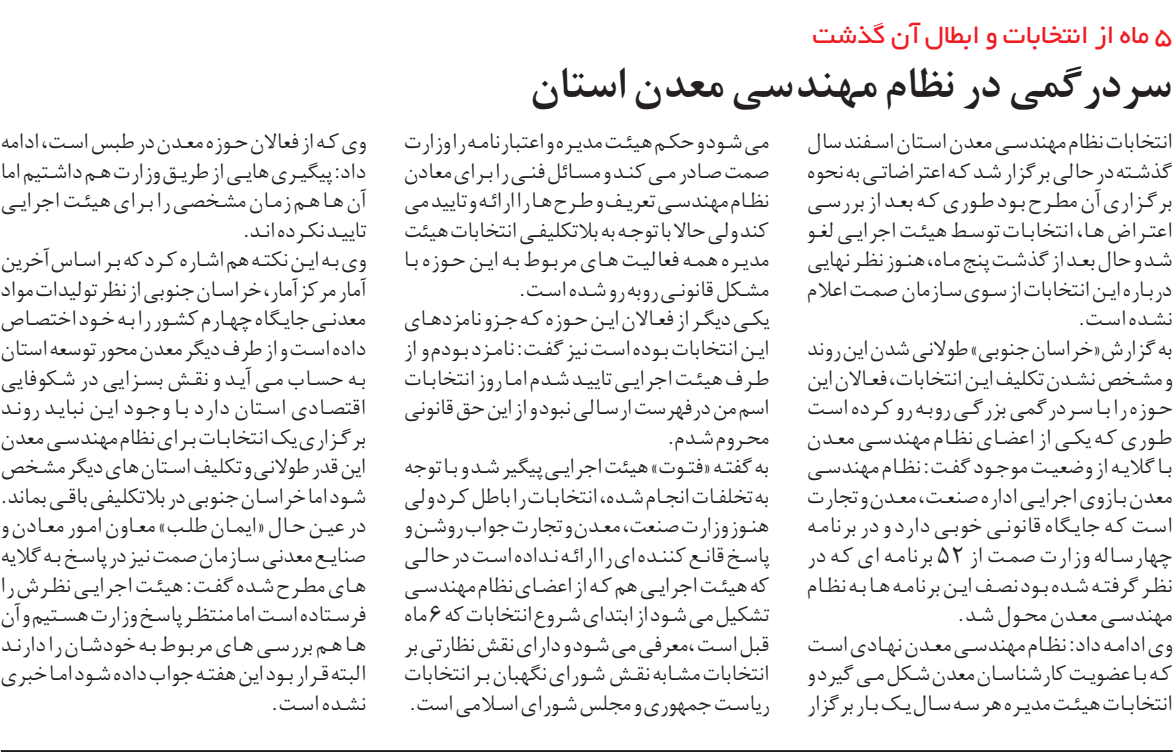 ۵ ماه از انتخابات و ابطال آن گذشت
سردرگمی در نظام مهندسی معدن استان
انتخابات نظام مهندسی معدن استان اسفند سال
گذشته در حالی برگزار شد که اعتراضاتی به نحوه
برگزاری آن مطرح بود طوری که بعد از بررسی
اعتراض ها، انتخابات توسط هیئت اجرایی لغو
شد و حال بعد از گذشت پنج ماه، هنوز نظر نهایی
درباره این انتخابات از سوی سازمان صمت اعلام
نشده است.
به گزارش «خراسان جنوبی» طولانی شدن این روند
و مشخص نشدن تکلیف این انتخابات، فعالان این
حوزه را با سردرگمی بزرگی روبه رو کرده است
طوری که یکی از اعضای نظام مهندسی معدن
با گلایه از وضعیت موجود گفت: نظام مهندسی
معدن بازوی اجرایی اداره صنعت، معدن و تجارت
است که جایگاه قانونی خوبی دارد و در برنامه
چهارساله وزارت صمت از ۵۲ برنامه ای که در
نظر گرفته شده بود نصف این برنامه ها به نظام
مهندسی معدن محول شد.
وی ادامه داد: نظام مهندسی معدن نهادی است
که با عضویت کارشناسان معدن شکل می گیرد و
انتخابات هیئت مدیره هر سه سال یک بار برگزار
می شود و حکم هیئت مدیره و اعتبارنامه را وزارت
صمت صادر می کند و مسائل فنی را برای معادن
نظام مهندسی تعریف و طرح ها را ارائه و تایید می
کند ولی حالا با توجه به بلاتکلیفی انتخابات هیئت
مدیره همه فعالیت های مربوط به این حوزه با
مشکل قانونی روبه رو شده است.
یکی دیگر از فعالان این حوزه که جزو نامزدهای
این انتخابات بوده است نیز گفت: نامزد بودم و از
طرف هیئت اجرایی تایید شدم اما روز انتخابات
اسم من در فهرست ارسالی نبود و از این حق قانونی
محروم شدم.
به گفته «فتوت» هیئت اجرایی پیگیر شد و با توجه
به تخلفات انجام شده، انتخابات را باطل کرد ولی
هنوز وزارت صنعت، معدن و تجارت جواب روشن و
پاسخ قانع کننده ای را ارائه نداده است در حالی
که هیئت اجرایی هم که از اعضای نظام مهندسی
تشکیل می شود از ابتدای شروع انتخابات که ۶ ماه
قبل است، معرفی می شود و دارای نقش نظارتی بر
انتخابات مشابه نقش شورای نگهبان بر انتخابات
ریاست جمهوری و مجلس شورای اسلامی است.
وی که از فعالان حوزه معدن در طبس است، ادامه
داد: پیگیری هایی از طریق وزارت هم داشتیم اما
آن ها هم زمان مشخصی را برای هیئت اجرایی
تایید نکرده اند.
وی به این نکته هم اشاره کرد که بر اساس آخرین
آمار مرکز آمار، خراسان جنوبی از نظر تولیدات مواد
معدنی جایگاه چهارم کشور را به خود اختصاص
داده است و از طرف دیگر معدن محور توسعه استان
به حساب می آید و نقش بسزایی در شکوفایی
اقتصادی استان دارد با وجود این نباید روند
برگزاری یک انتخابات برای نظام مهندسی معدن
این قدر طولانی و تکلیف استان های دیگر مشخص
شود اما خراسان جنوبی در بلاتکلیفی باقی بماند.
در عین حال «ایمان طلب» معاون امور معادن و
صنایع معدنی سازمان صمت نیز در پاسخ به گلایه
های مطرح شده گفت: هیئت اجرایی نظرش را
فرستاده است اما منتظر پاسخ وزارت هستیم و آن
ها هم بررسی های مربوط به خودشان را دارند
البته قرار بود این هفته جواب داده شود اما خبری
نشده است.